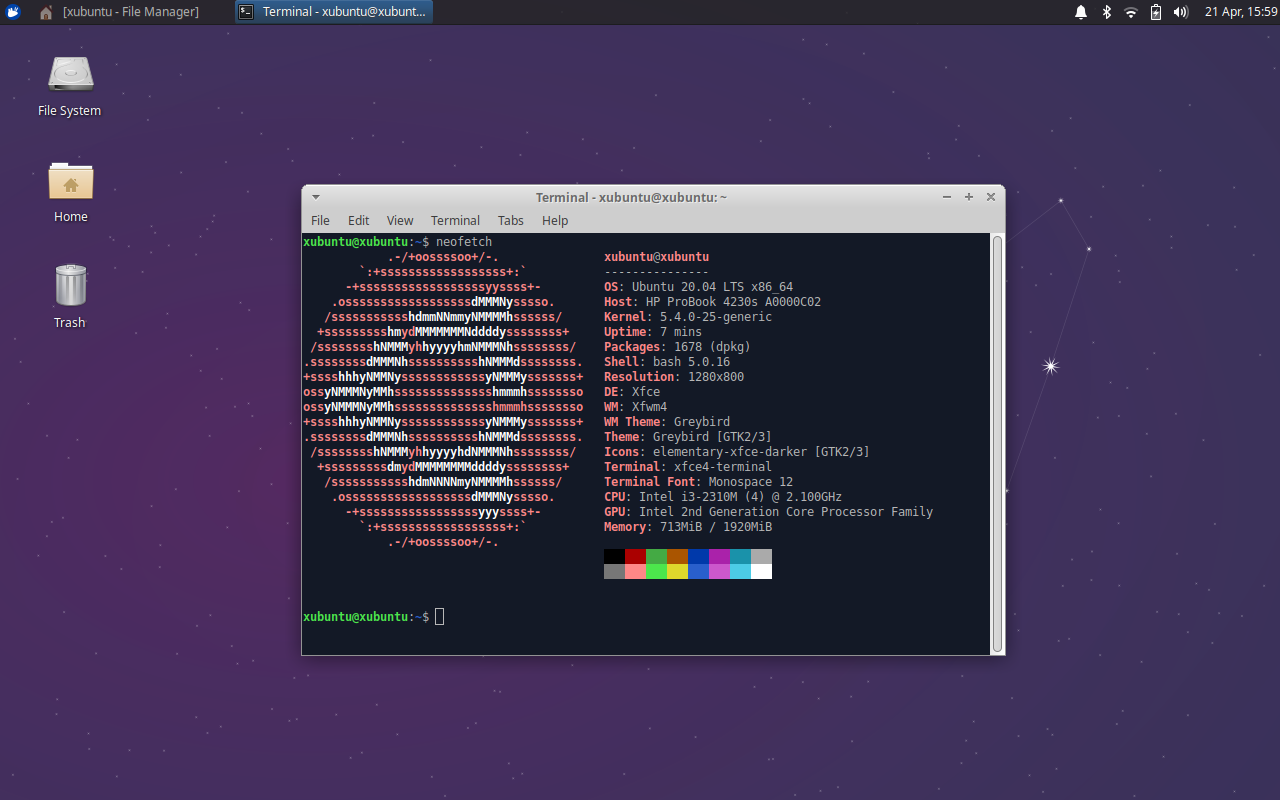 [xubuntu - File Manager]
Terminal - xubuntu@xubunt...
21 Apr, 15:59
File System
Home
Trash
Terminal - xubuntu@xubuntu: ~
File Edit View Terminal Tabs Help
xubuntu@xubuntu:~$ neofetch
            .-/+oossssoo+/-.               xubuntu@xubuntu
        `:+ssssssssssssssssss+:`           ---------------
      -+ssssssssssssssssssyyssss+-         OS: Ubuntu 20.04 LTS x86_64
    .ossssssssssssssssssdMMMNysssso.       Host: HP ProBook 4230s A0000C02
   /ssssssssssshdmmNNmmyNMMMMhssssss/      Kernel: 5.4.0-25-generic
  +ssssssssshmydMMMMMMMNddddyssssssss+     Uptime: 7 mins
 /sssssssshNMMMyhhyyyyhmNMMMNhssssssss/    Packages: 1678 (dpkg)
.ssssssssdMMMNhsssssssssshNMMMdssssssss.   Shell: bash 5.0.16
+sssshhhyNMMNyssssssssssssyNMMMysssssss+   Resolution: 1280x800
ossyNMMMNyMMhsssssssssssssshmmmhssssssso   DE: Xfce
ossyNMMMNyMMhsssssssssssssshmmmhssssssso   WM: Xfwm4
+sssshhhyNMMNyssssssssssssyNMMMysssssss+   WM Theme: Greybird
.ssssssssdMMMNhsssssssssshNMMMdssssssss.   Theme: Greybird [GTK2/3]
 /sssssssshNMMMyhhyyyyhdNMMMNhssssssss/    Icons: elementary-xfce-darker [GTK2/3]
  +sssssssssdmydMMMMMMMMddddyssssssss+     Terminal: xfce4-terminal
   /ssssssssssshdmNNNNmyNMMMMhssssss/      Terminal Font: Monospace 12
    .ossssssssssssssssssdMMMNysssso.       CPU: Intel i3-2310M (4) @ 2.100GHz
      -+sssssssssssssssssyyyssss+-         GPU: Intel 2nd Generation Core Processor Family
        `:+ssssssssssssssssss+:`           Memory: 713MiB / 1920MiB
            .-/+oossssoo+/-.
xubuntu@xubuntu:~$